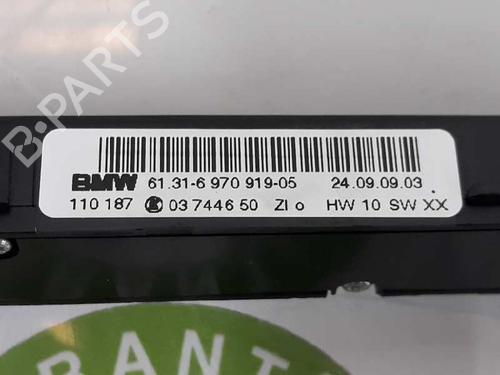 B-PARTS
BMW 61.31-6 970 919-05 24.09.09.03
110 187 03 7446 50 ZI o HW 10 SW XX
RANT